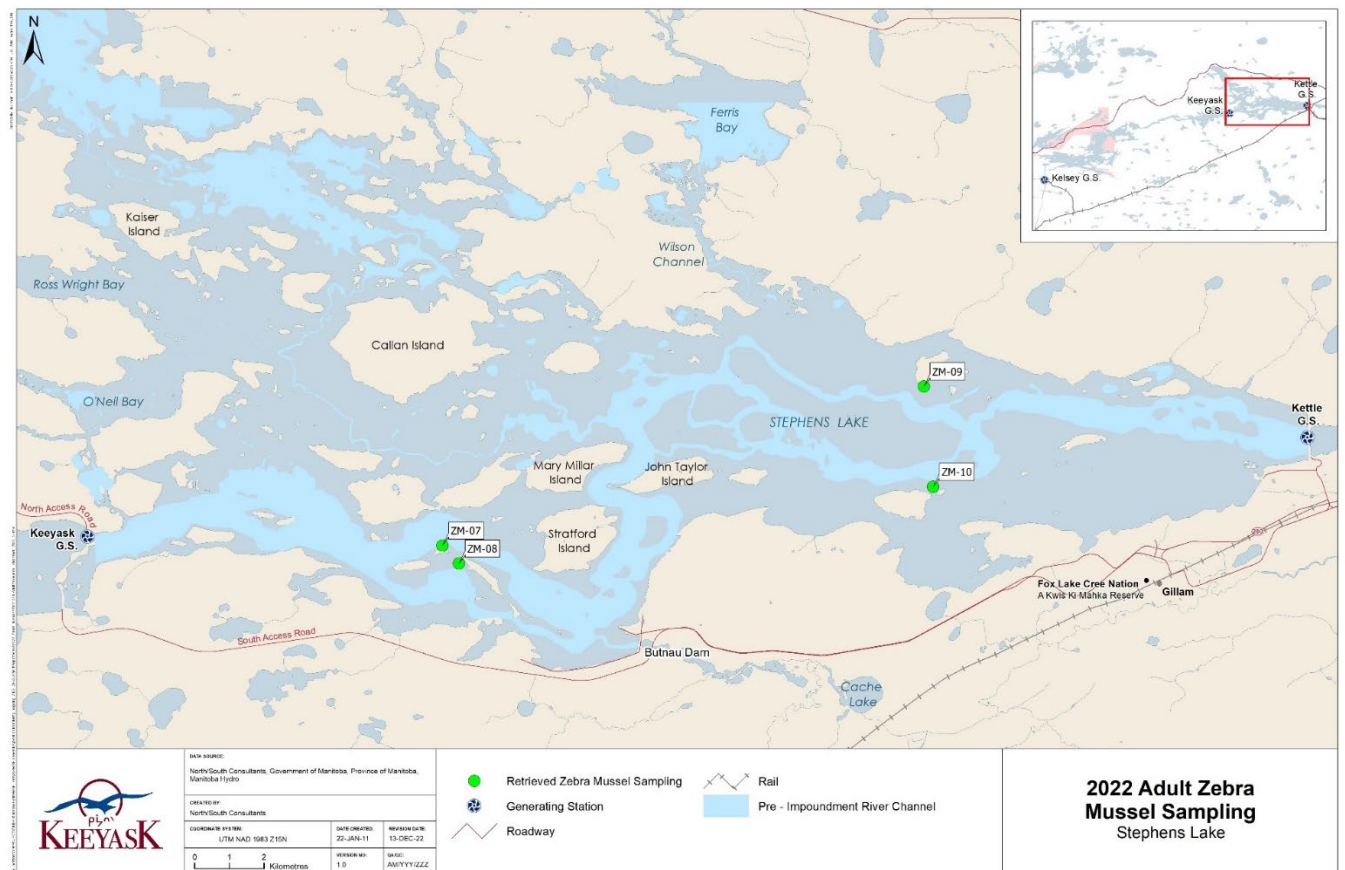 N
Ferris
Bay
Kettle
G.S.
Keeyask
G.S.
Kelsey G.S.
Kaiser
Island
Wilson
Channel
Ross Wright Bay
Callan Island
ZM-09
O'Neil Bay
STEPHENS LAKE
Kettle
G.S.
Mary Millar
Island
John Taylor
Island
ZM-10
North Access Road
Keeyask
G.S.
ZM-07
ZM-08
Stratford
Island
Fox Lake Cree Nation
A Kwis Ki Mahka Reserve
Gillam
South Access Road
Butnau Dam
Cache
Lake
KEEYASK
DATA SOURCE:
North/South Consultants, Government of Manitoba, Province of Manitoba,
Manitoba Hydro
CREATED BY:
North/South Consultants
COORDINATE SYSTEM:
UTM NAD 1983 Z15N
DATE CREATED:
22-JAN-11
REVISION DATE:
13-DEC-22
0 1 2
Kilometres
VERSION NO:
1.0
QA/QC:
AM/YYY/ZZZ
Retrieved Zebra Mussel Sampling
Generating Station
Roadway
Rail
Pre - Impoundment River Channel
2022 Adult Zebra
Mussel Sampling
Stephens Lake